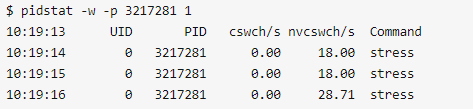 $ pidstat -w -p 3217281 1
10:19:13 UID PID cswch/s nvcswch/s Command
10:19:14 0 3217281 0.00 18.00 stress
10:19:15 0 3217281 0.00 18.00 stress
10:19:16 0 3217281 0.00 28.71 stress